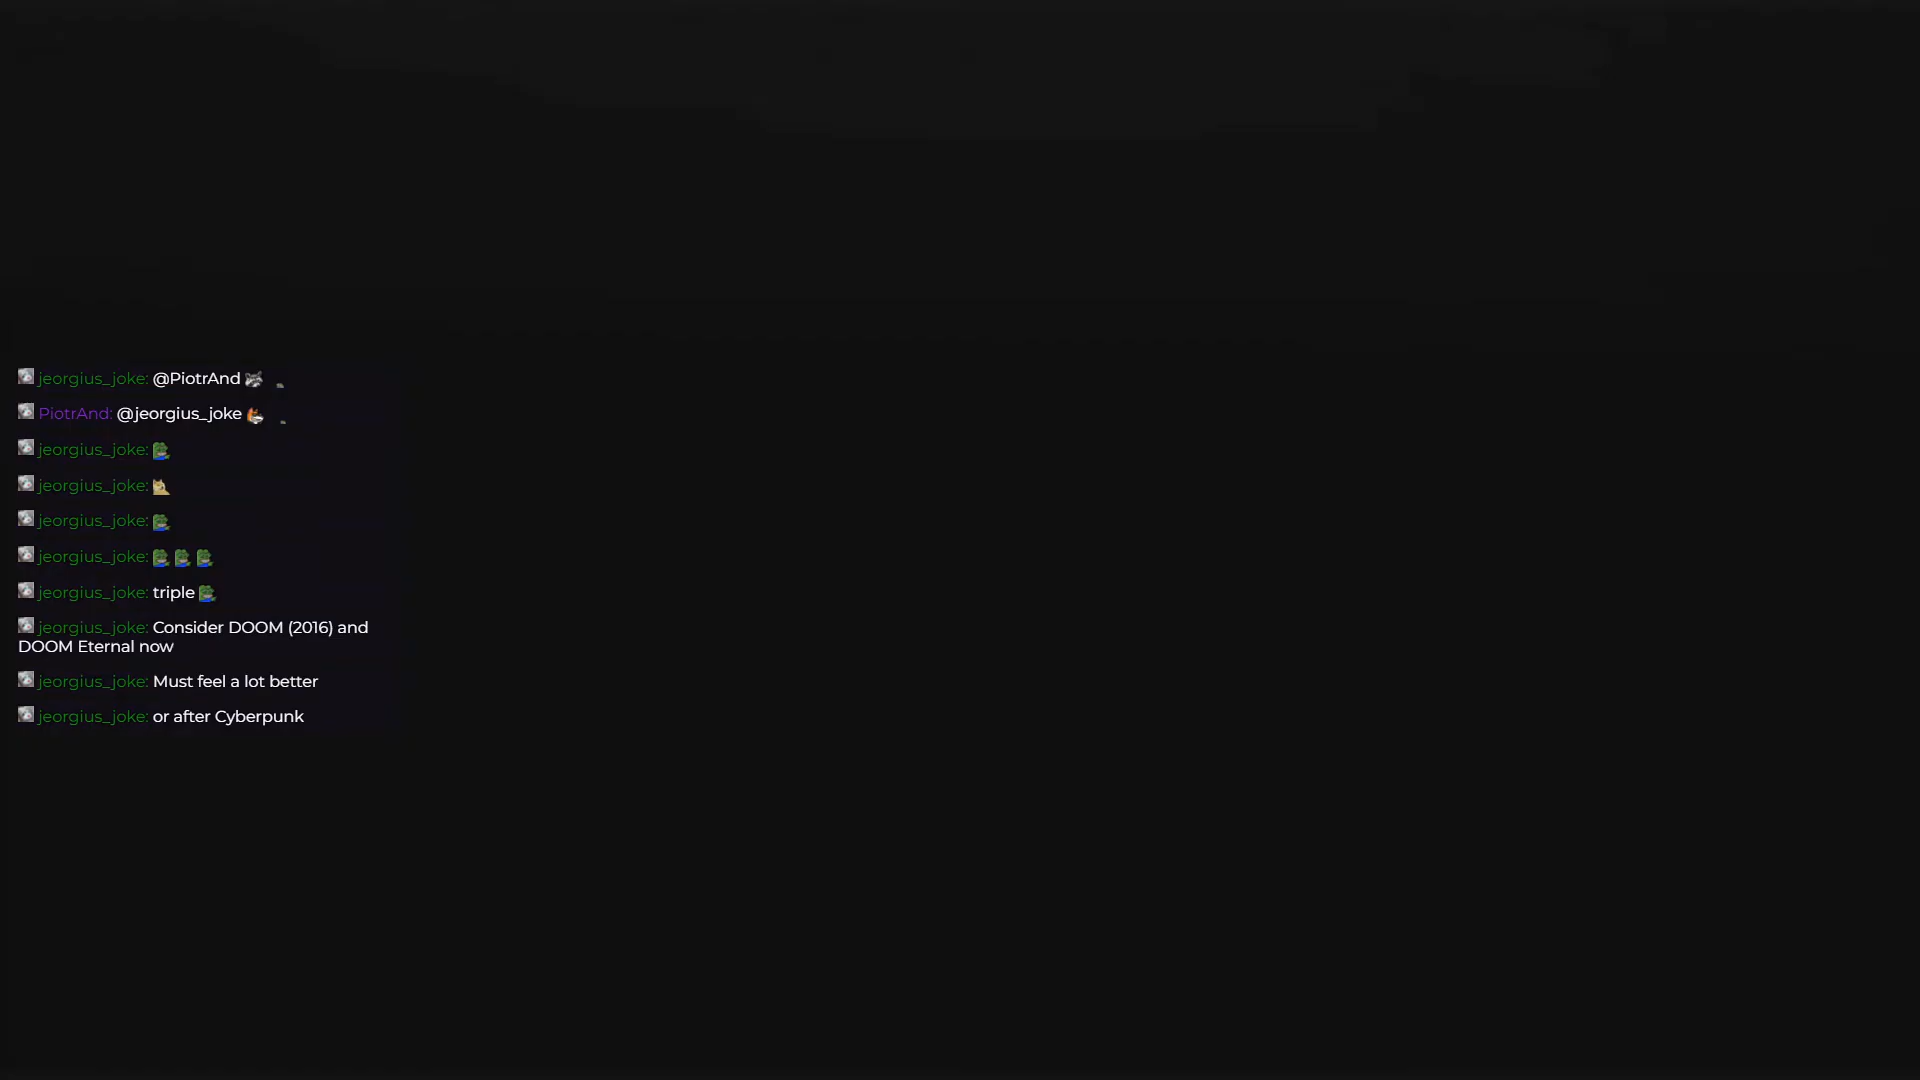 jeorgius_joke: @PiotrAnd
PiotrAnd: @jeorgius_joke
jeorgius_joke:
jeorgius_joke:
jeorgius_joke:
jeorgius_joke:
jeorgius_joke: triple
jeorgius_joke: Consider DOOM (2016) and
DOOM Eternal now
jeorgius_joke: Must feel a lot better
jeorgius_joke: or after Cyberpunk